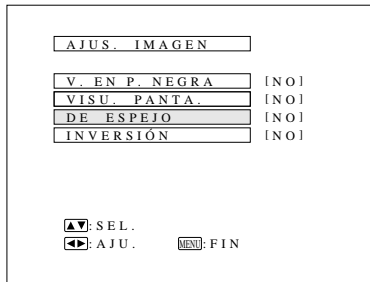 AJUS. IMAGEN
V. EN P. NEGRA [NO]
VISU. PANTA. [NO]
DE ESPEJO [NO]
INVERSIÓN [NO]
▲▼:SEL.
◀▶:AJU. MENU:FIN